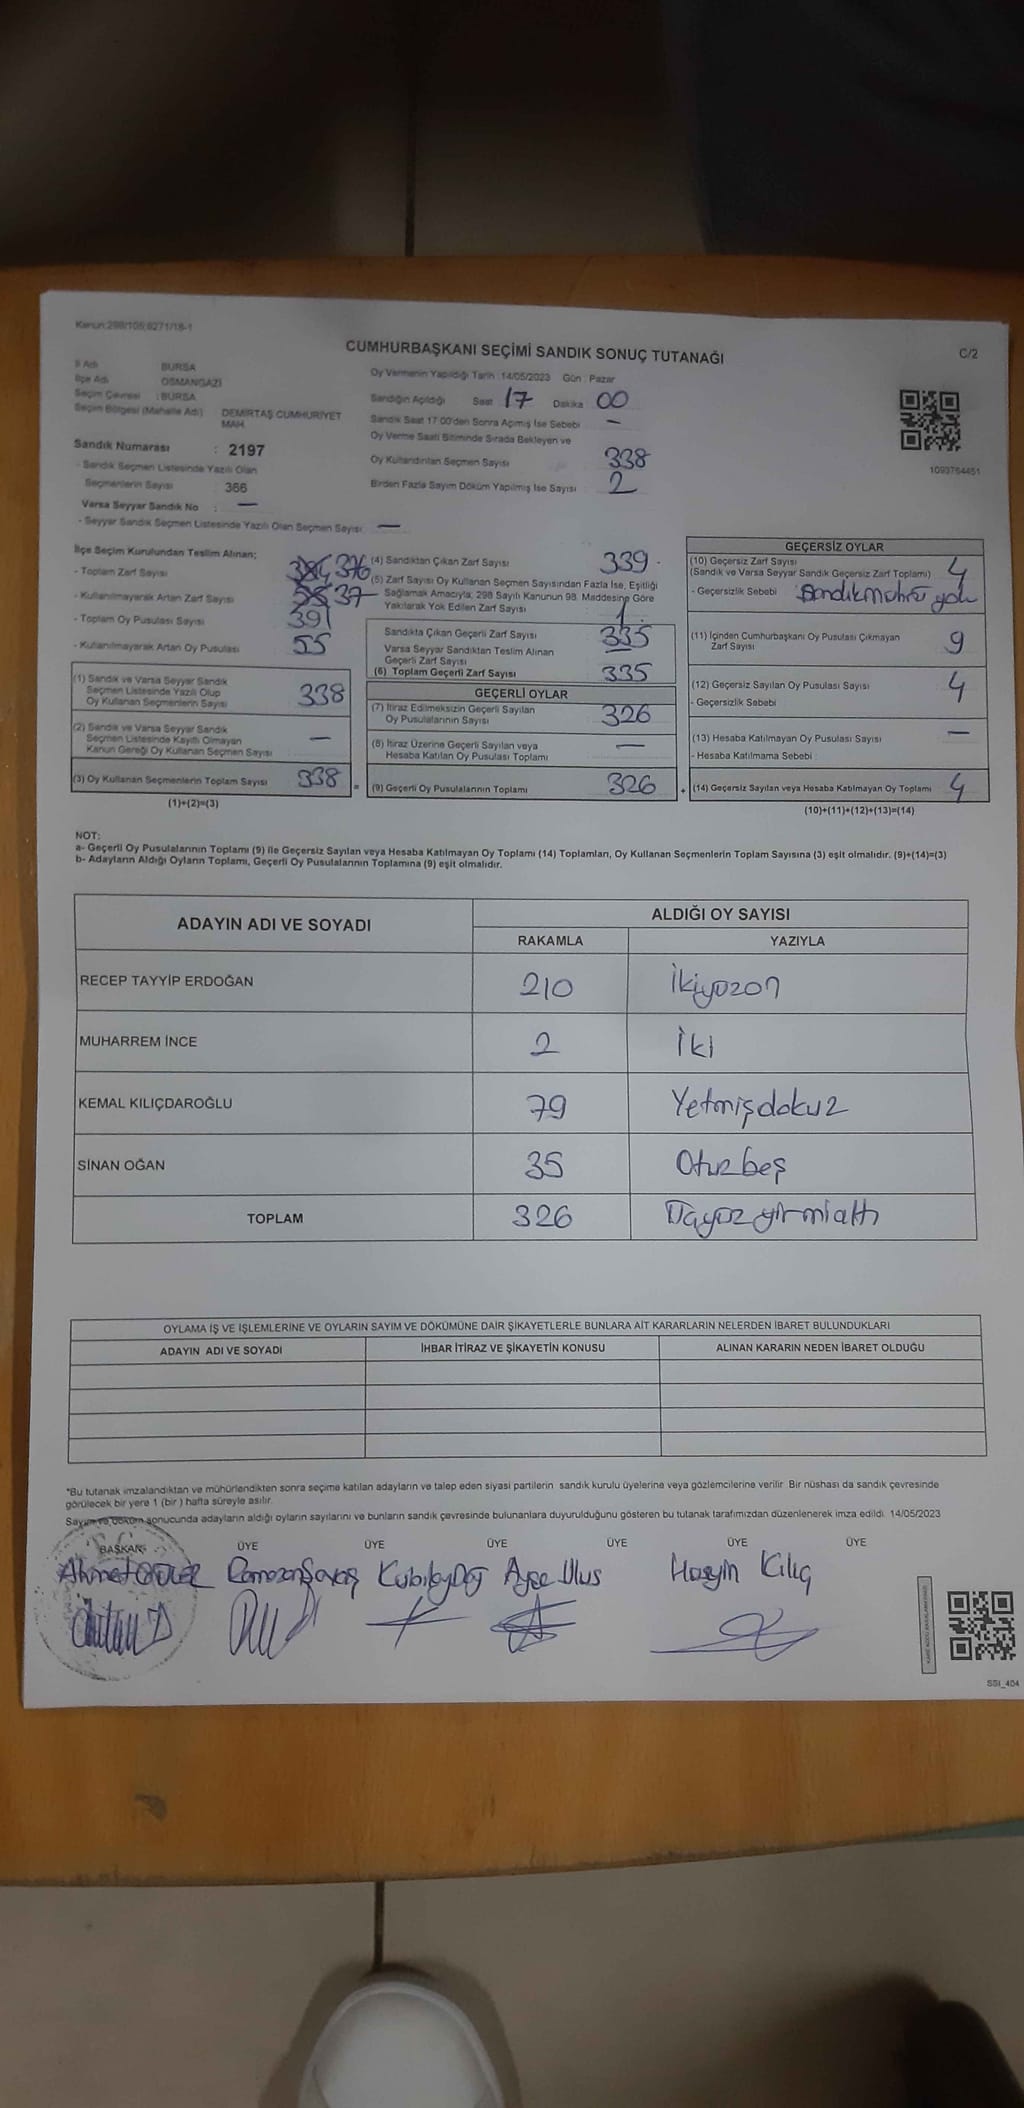 Kanun:298/105;6271/18-1
CUMHURBAŞKANI SEÇİMİ SANDIK SONUÇ TUTANAĞI
C/2
İl Adı BURSA
İlçe Adı OSMANGAZİ
Seçim Çevresi : BURSA
Seçim Bölgesi (Mahalle Adı) DEMİRTAŞ CUMHURİYET
MAH.
Sandık Numarası : 2197
- Sandık Seçmen Listesinde Yazılı Olan
Seçmenlerin Sayısı 366
Varsa Seyyar Sandık No : —
- Seyyar Sandık Seçmen Listesinde Yazılı Olan Seçmen Sayısı —
Oy Vermenin Yapıldığı Tarih : 14/05/2023 Gün : Pazar
Sandığın Açıldığı Saat 17 Dakika 00
Sandık Saat 17:00'den Sonra Açılmış İse Sebebi —
Oy Verme Saati Bitiminde Sırada Bekleyen ve
Oy Kullandırılan Seçmen Sayısı 338
Birden Fazla Sayım Döküm Yapılmış İse Sayısı 2
1093764451
İlçe Seçim Kurulundan Teslim Alınan;
- Toplam Zarf Sayısı 376
- Kullanılmayarak Artan Zarf Sayısı 37
- Toplam Oy Pusulası Sayısı 391
- Kullanılmayarak Artan Oy Pusulası 55
(1) Sandık ve Varsa Seyyar Sandık
Seçmen Listesinde Yazılı Olup
Oy Kullanan Seçmenlerin Sayısı 338
(2) Sandık ve Varsa Seyyar Sandık
Seçmen Listesinde Kayıtlı Olmayan
Kanun Gereği Oy Kullanan Seçmen Sayısı —
(3) Oy Kullanan Seçmenlerin Toplam Sayısı 338 =
(1)+(2)=(3)
(4) Sandıktan Çıkan Zarf Sayısı 339
(5) Zarf Sayısı Oy Kullanan Seçmen Sayısından Fazla İse, Eşitliği
Sağlamak Amacıyla, 298 Sayılı Kanunun 98. Maddesine Göre
Yakılarak Yok Edilen Zarf Sayısı 1
Sandıkta Çıkan Geçerli Zarf Sayısı 335
Varsa Seyyar Sandıktan Teslim Alınan
Geçerli Zarf Sayısı
(6) Toplam Geçerli Zarf Sayısı 335
GEÇERLİ OYLAR
(7) İtiraz Edilmeksizin Geçerli Sayılan
Oy Pusulalarının Sayısı 326
(8) İtiraz Üzerine Geçerli Sayılan veya
Hesaba Katılan Oy Pusulası Toplamı —
(9) Geçerli Oy Pusulalarının Toplamı 326 +
GEÇERSİZ OYLAR
(10) Geçersiz Zarf Sayısı
(Sandık ve Varsa Seyyar Sandık Geçersiz Zarf Toplamı) 4
- Geçersizlik Sebebi Sandık mührü yok
(11) İçinden Cumhurbaşkanı Oy Pusulası Çıkmayan
Zarf Sayısı 9
(12) Geçersiz Sayılan Oy Pusulası Sayısı 4
- Geçersizlik Sebebi
(13) Hesaba Katılmayan Oy Pusulası Sayısı —
- Hesaba Katılmama Sebebi
(14) Geçersiz Sayılan veya Hesaba Katılmayan Oy Toplamı 4
(10)+(11)+(12)+(13)=(14)
NOT:
a- Geçerli Oy Pusulalarının Toplamı (9) ile Geçersiz Sayılan veya Hesaba Katılmayan Oy Toplamı (14) Toplamları, Oy Kullanan Seçmenlerin Toplam Sayısına (3) eşit olmalıdır. (9)+(14)=(3)
b- Adayların Aldığı Oyların Toplamı, Geçerli Oy Pusulalarının Toplamına (9) eşit olmalıdır.
ADAYIN ADI VE SOYADI
ALDIĞI OY SAYISI
RAKAMLA YAZIYLA
RECEP TAYYİP ERDOĞAN 210 İkiyüzon
MUHARREM İNCE 2 İki
KEMAL KILIÇDAROĞLU 79 Yetmişdokuz
SİNAN OĞAN 35 Otuzbeş
TOPLAM 326 Üçyüzyirmialtı
OYLAMA İŞ VE İŞLEMLERİNE VE OYLARIN SAYIM VE DÖKÜMÜNE DAİR ŞİKAYETLERLE BUNLARA AİT KARARLARIN NELERDEN İBARET BULUNDUKLARI
ADAYIN ADI VE SOYADI İHBAR İTİRAZ VE ŞİKAYETİN KONUSU ALINAN KARARIN NEDEN İBARET OLDUĞU
*Bu tutanak imzalandıktan ve mühürlendikten sonra seçime katılan adayların ve talep eden siyasi partilerin sandık kurulu üyelerine veya gözlemcilerine verilir. Bir nüshası da sandık çevresinde
görülecek bir yere 1 (bir ) hafta süreyle asılır.
Sayım ve döküm sonucunda adayların aldığı oyların sayılarını ve bunların sandık çevresinde bulunanlara duyurulduğunu gösteren bu tutanak tarafımızdan düzenlenerek imza edildi. 14/05/2023
BAŞKAN ÜYE ÜYE ÜYE ÜYE ÜYE ÜYE
Ahmet Ramazan Savaş Kubilay Dağ Ayşe Ulus Hasyin Kılıç
SSI_404